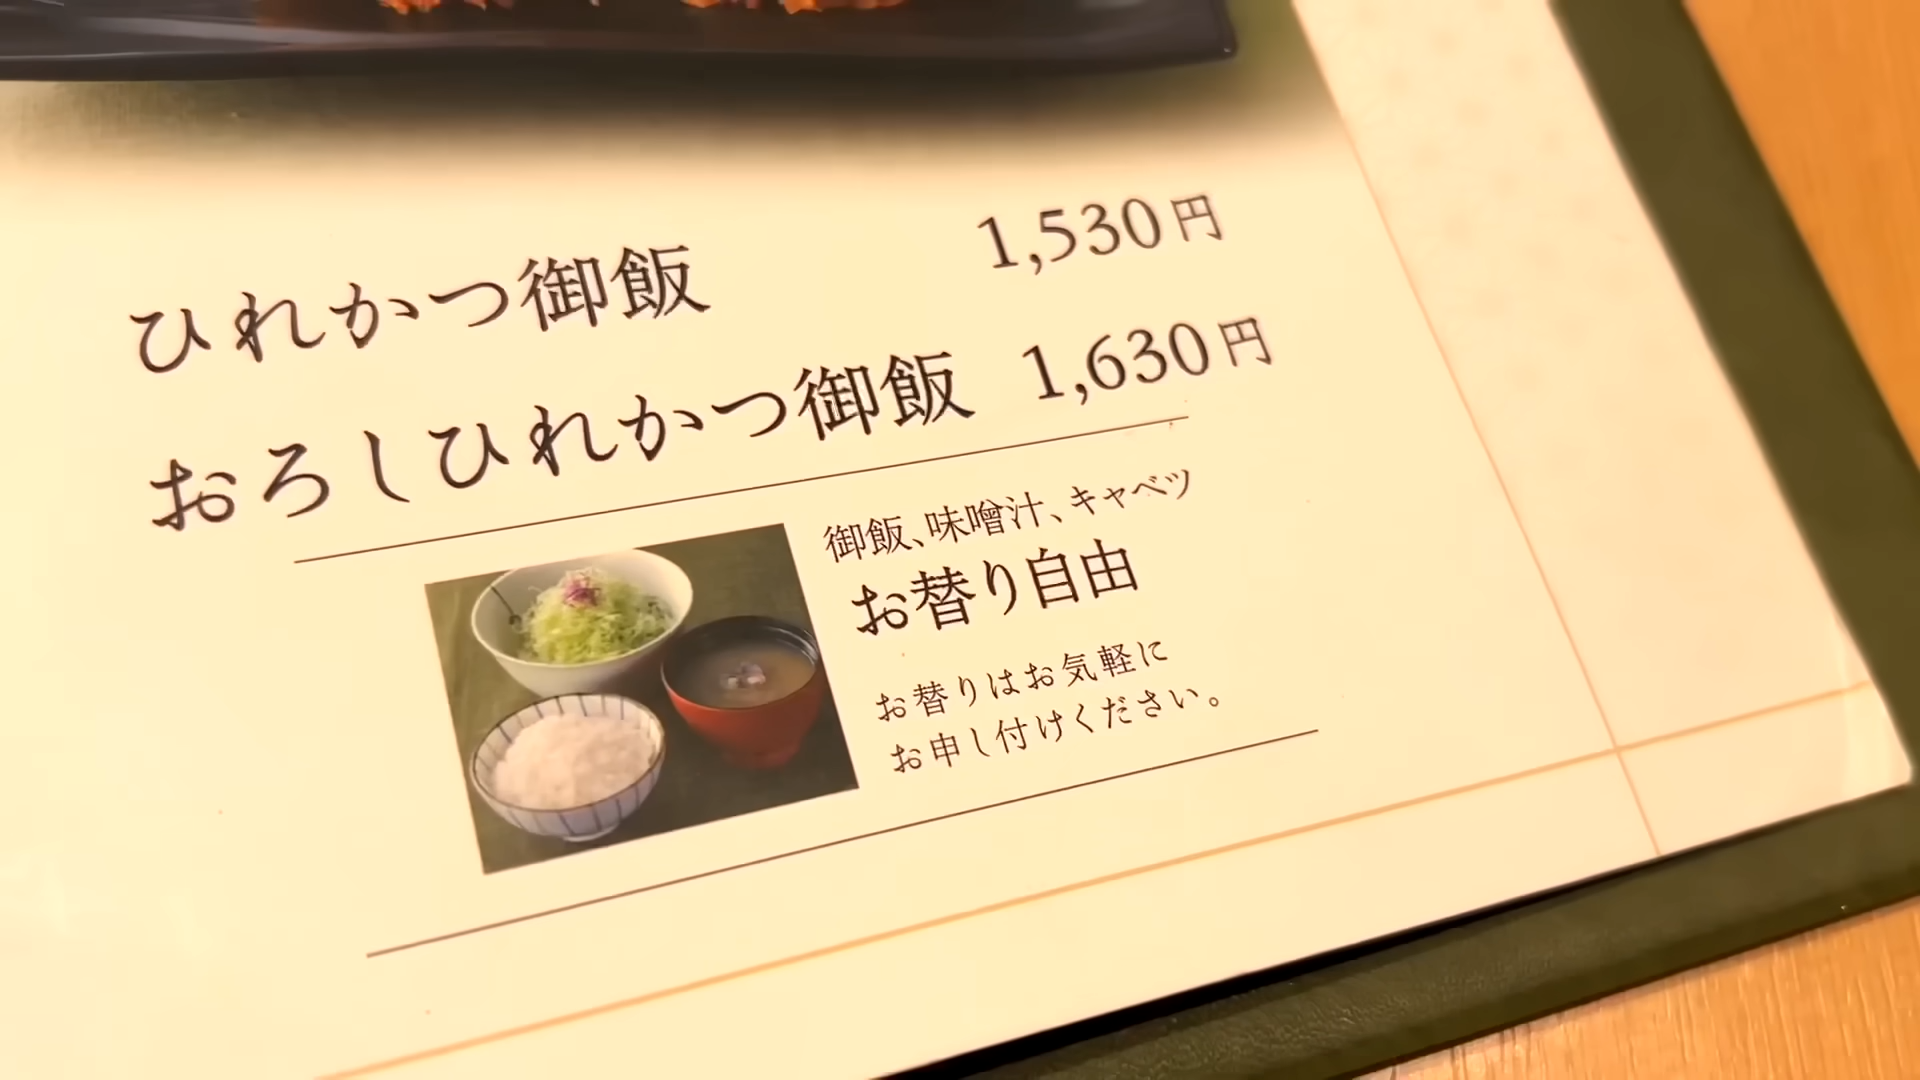 ひれかつ御飯 1,530円
おろしひれかつ御飯 1,630円
御飯、味噌汁、キャベツ
お替り自由
お替りはお気軽に
お申し付けください。